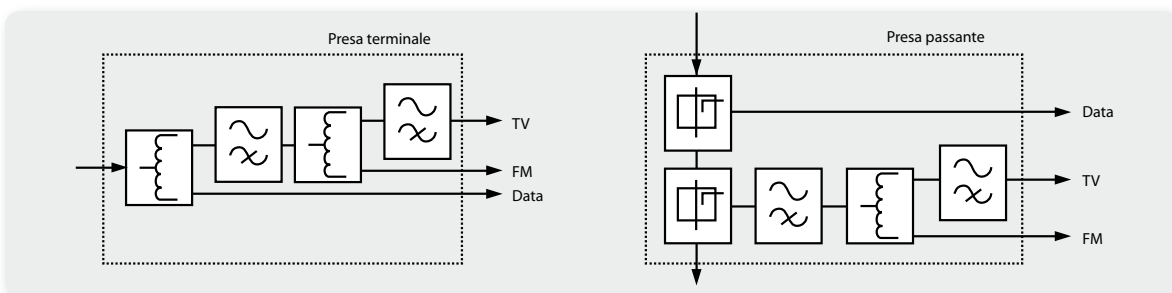 Presa terminale
TV
FM
Data
Presa passante
Data
TV
FM